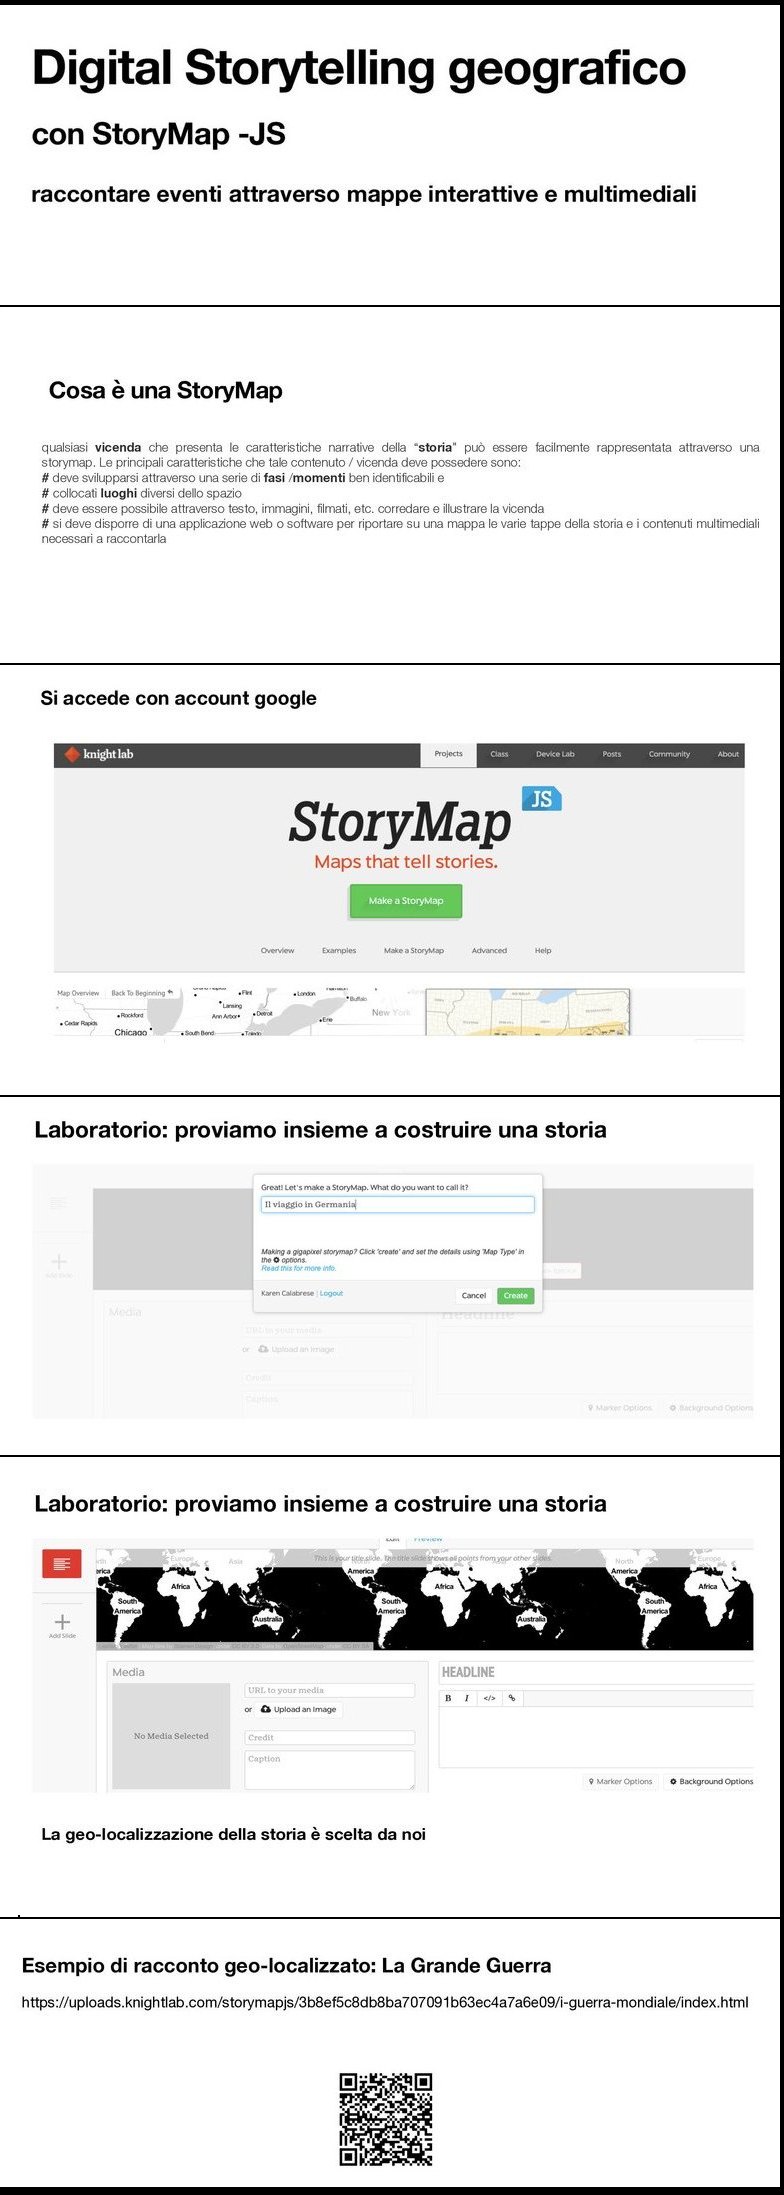 Digital Storytelling geografico
con StoryMap -JS
raccontare eventi attraverso mappe interattive e multimediali
Cosa è una StoryMap
qualsiasi vicenda che presenta le caratteristiche narrative della “storia” può essere facilmente rappresentata attraverso una
storymap. Le principali caratteristiche che tale contenuto / vicenda deve possedere sono:
# deve svilupparsi attraverso una serie di fasi /momenti ben identificabili e
# collocati luoghi diversi dello spazio
# deve essere possibile attraverso testo, immagini, filmati, etc. corredare e illustrare la vicenda
# si deve disporre di una applicazione web o software per riportare su una mappa le varie tappe della storia e i contenuti multimediali
necessari a raccontarla
Si accede con account google
knight lab Projects Class Device Lab Posts Community About
StoryMap JS
Maps that tell stories.
Make a StoryMap
Overview Examples Make a StoryMap Advanced Help
Map Overview Back To Beginning Flint London
Lansing Buffalo
Rockford Ann Arbor Detroit New York
Cedar Rapids Erie
Chicago South Bend Toledo
Laboratorio: proviamo insieme a costruire una storia
Great! Let's make a StoryMap. What do you want to call it?
Il viaggio in Germania
Making a gigapixel storymap? Click 'create' and set the details using 'Map Type' in
the options.
Read this for more info.
Karen Calabrese | Logout Cancel Create
Add Slide
Media Headline
URL to your media
or Upload an Image
Credit
Caption
Marker Options Background Options
Laboratorio: proviamo insieme a costruire una storia
This is your title slide. The title slide shows all points from your other slides.
Europe Asia North America Europe
Africa America Africa America Africa
South America Australia South America Australia South America
Add Slide
Media HEADLINE
URL to your media
B I </>
or Upload an Image
No Media Selected
Credit
Caption
Marker Options Background Options
La geo-localizzazione della storia è scelta da noi
Esempio di racconto geo-localizzato: La Grande Guerra
https://uploads.knightlab.com/storymapjs/3b8ef5c8db8ba707091b63ec4a7a6e09/i-guerra-mondiale/index.html